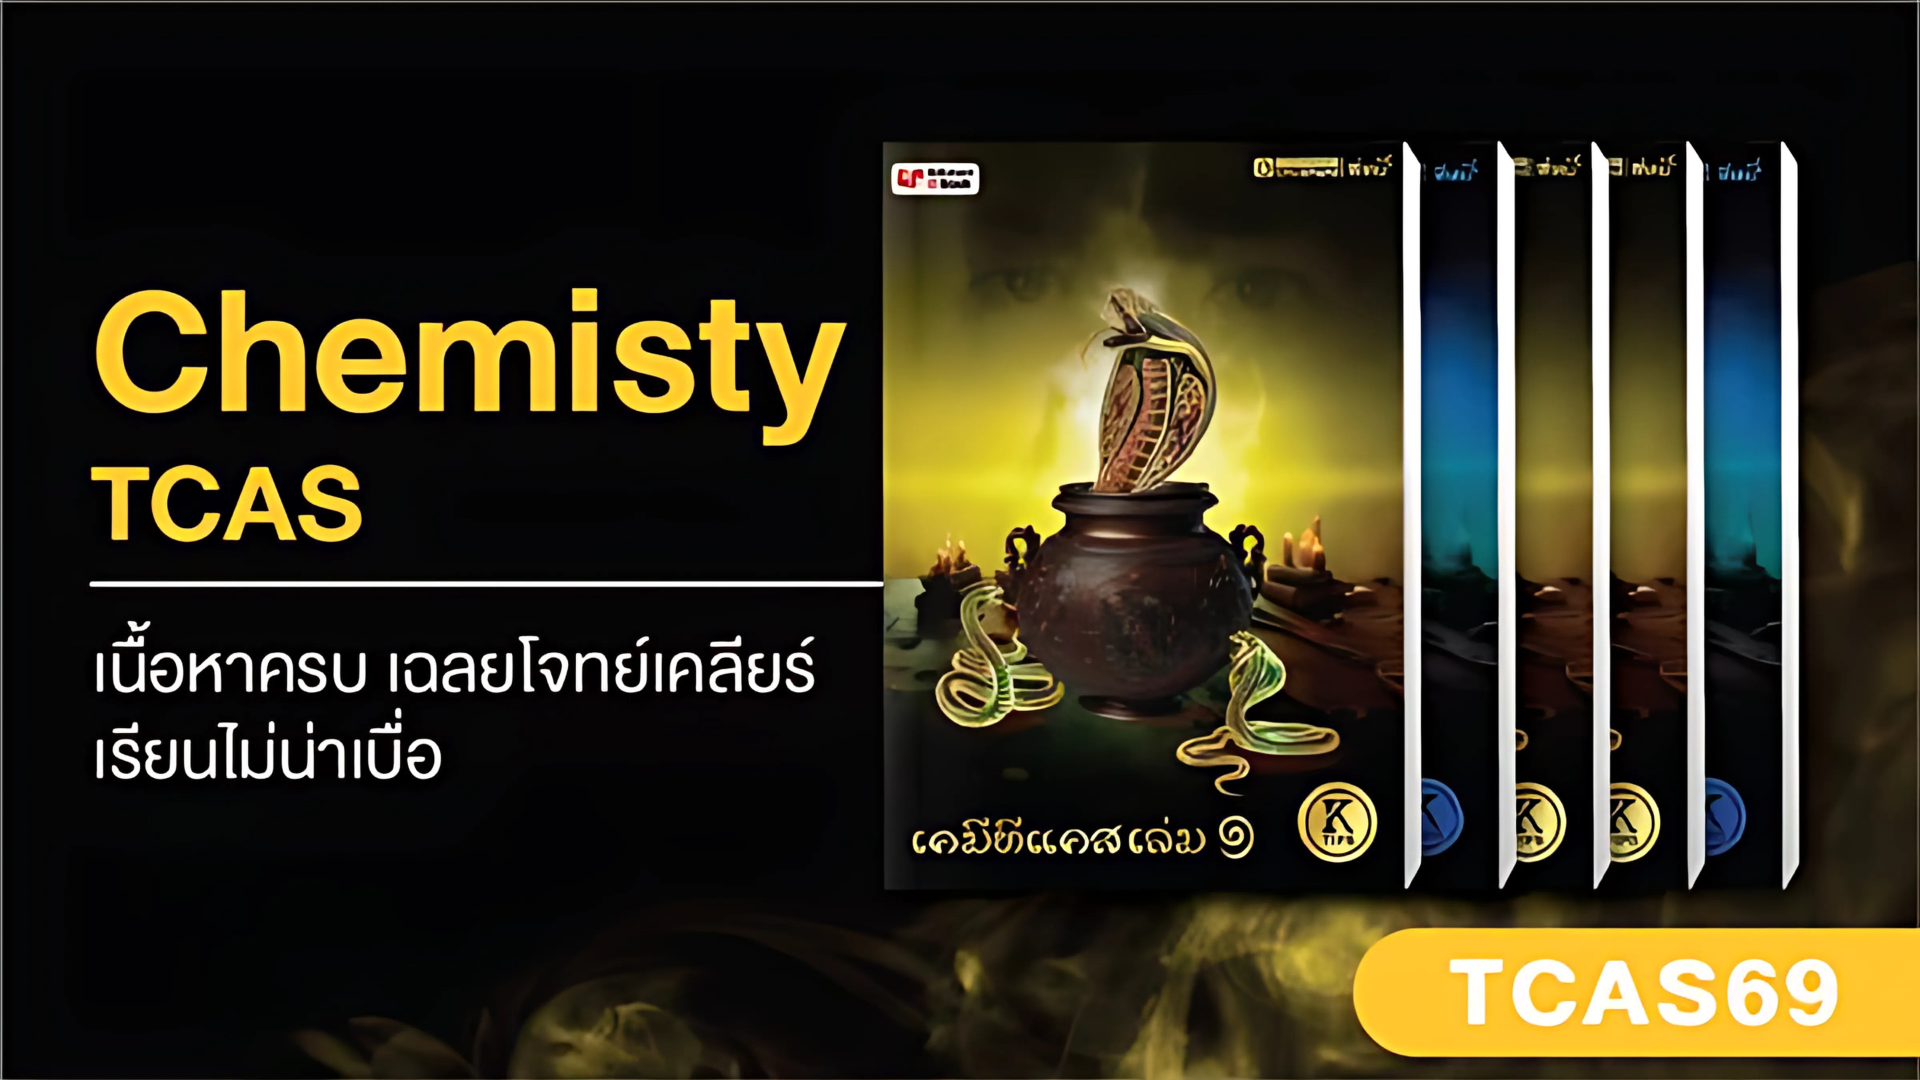 Chemisty
TCAS
เนื้อหาครบ เฉลยโจทย์เคลียร์
เรียนไม่น่าเบื่อ
เคมีทีแคส เล่ม ๑
K
TIPS
TCAS69